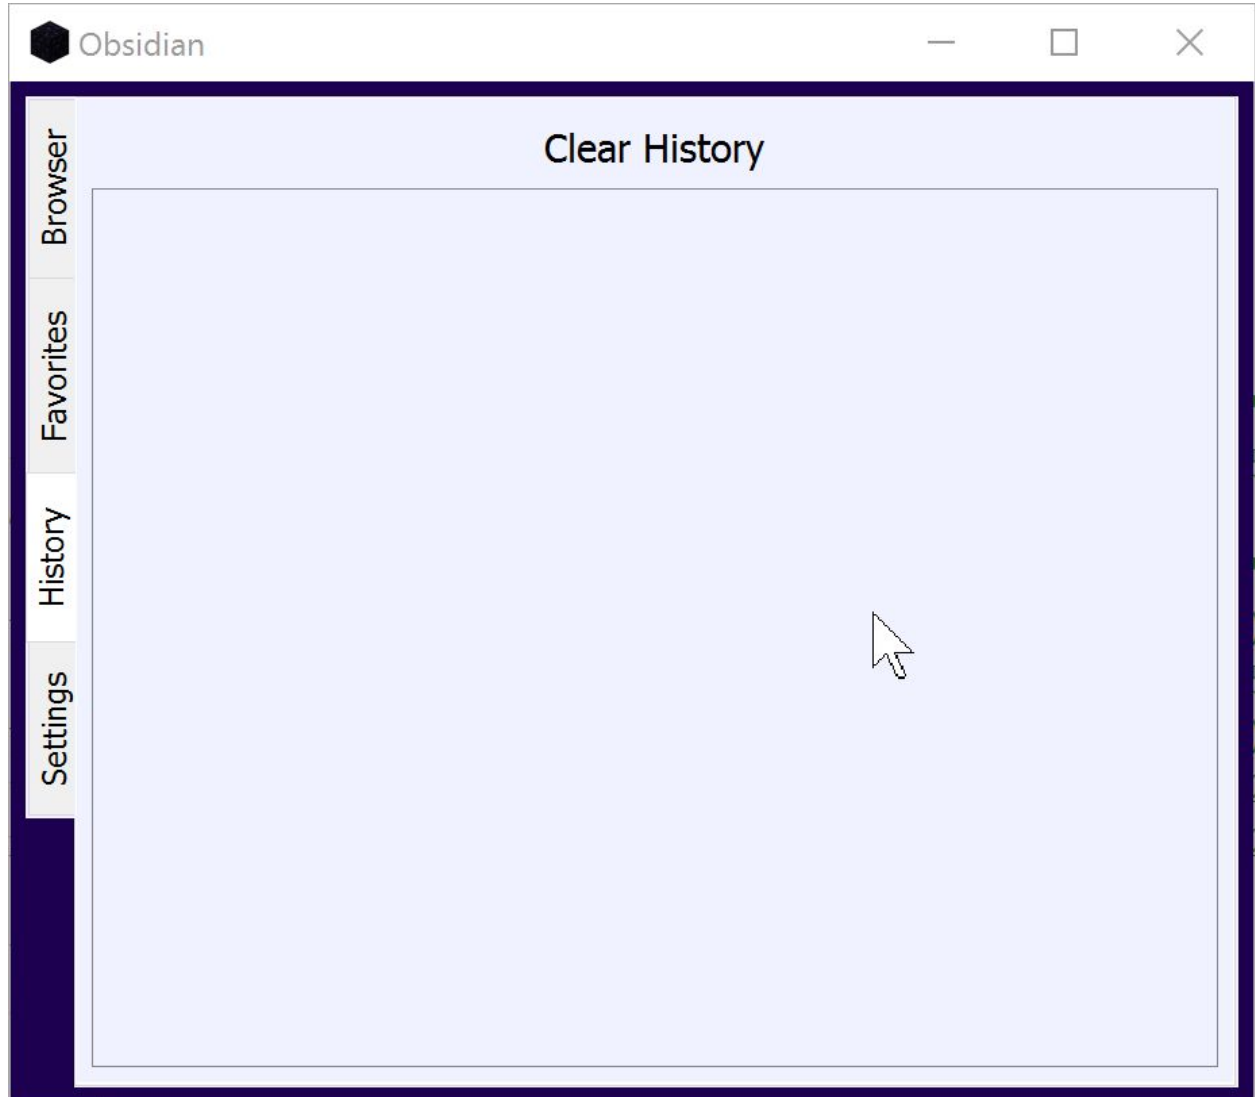 Obsidian
Clear History
Browser
Favorites
History
Settings